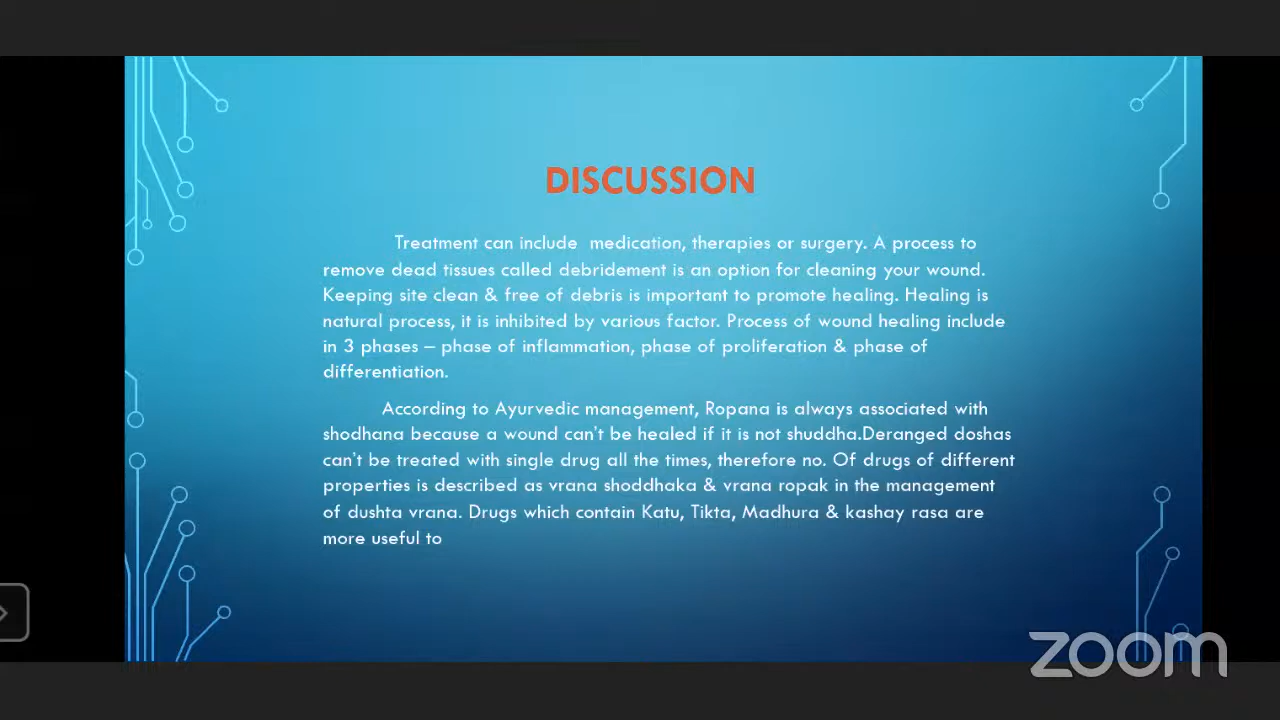 DISCUSSION
Treatment can include medication, therapies or surgery. A process to
remove dead tissues called debridement is an option for cleaning your wound.
Keeping site clean & free of debris is important to promote healing. Healing is
natural process, it is inhibited by various factor. Process of wound healing include
in 3 phases – phase of inflammation, phase of proliferation & phase of
differentiation.
According to Ayurvedic management, Ropana is always associated with
shodhana because a wound can't be healed if it is not shuddha.Deranged doshas
can't be treated with single drug all the times, therefore no. Of drugs of different
properties is described as vrana shoddhaka & vrana ropak in the management
of dushta vrana. Drugs which contain Katu, Tikta, Madhura & kashay rasa are
more useful to
zoom